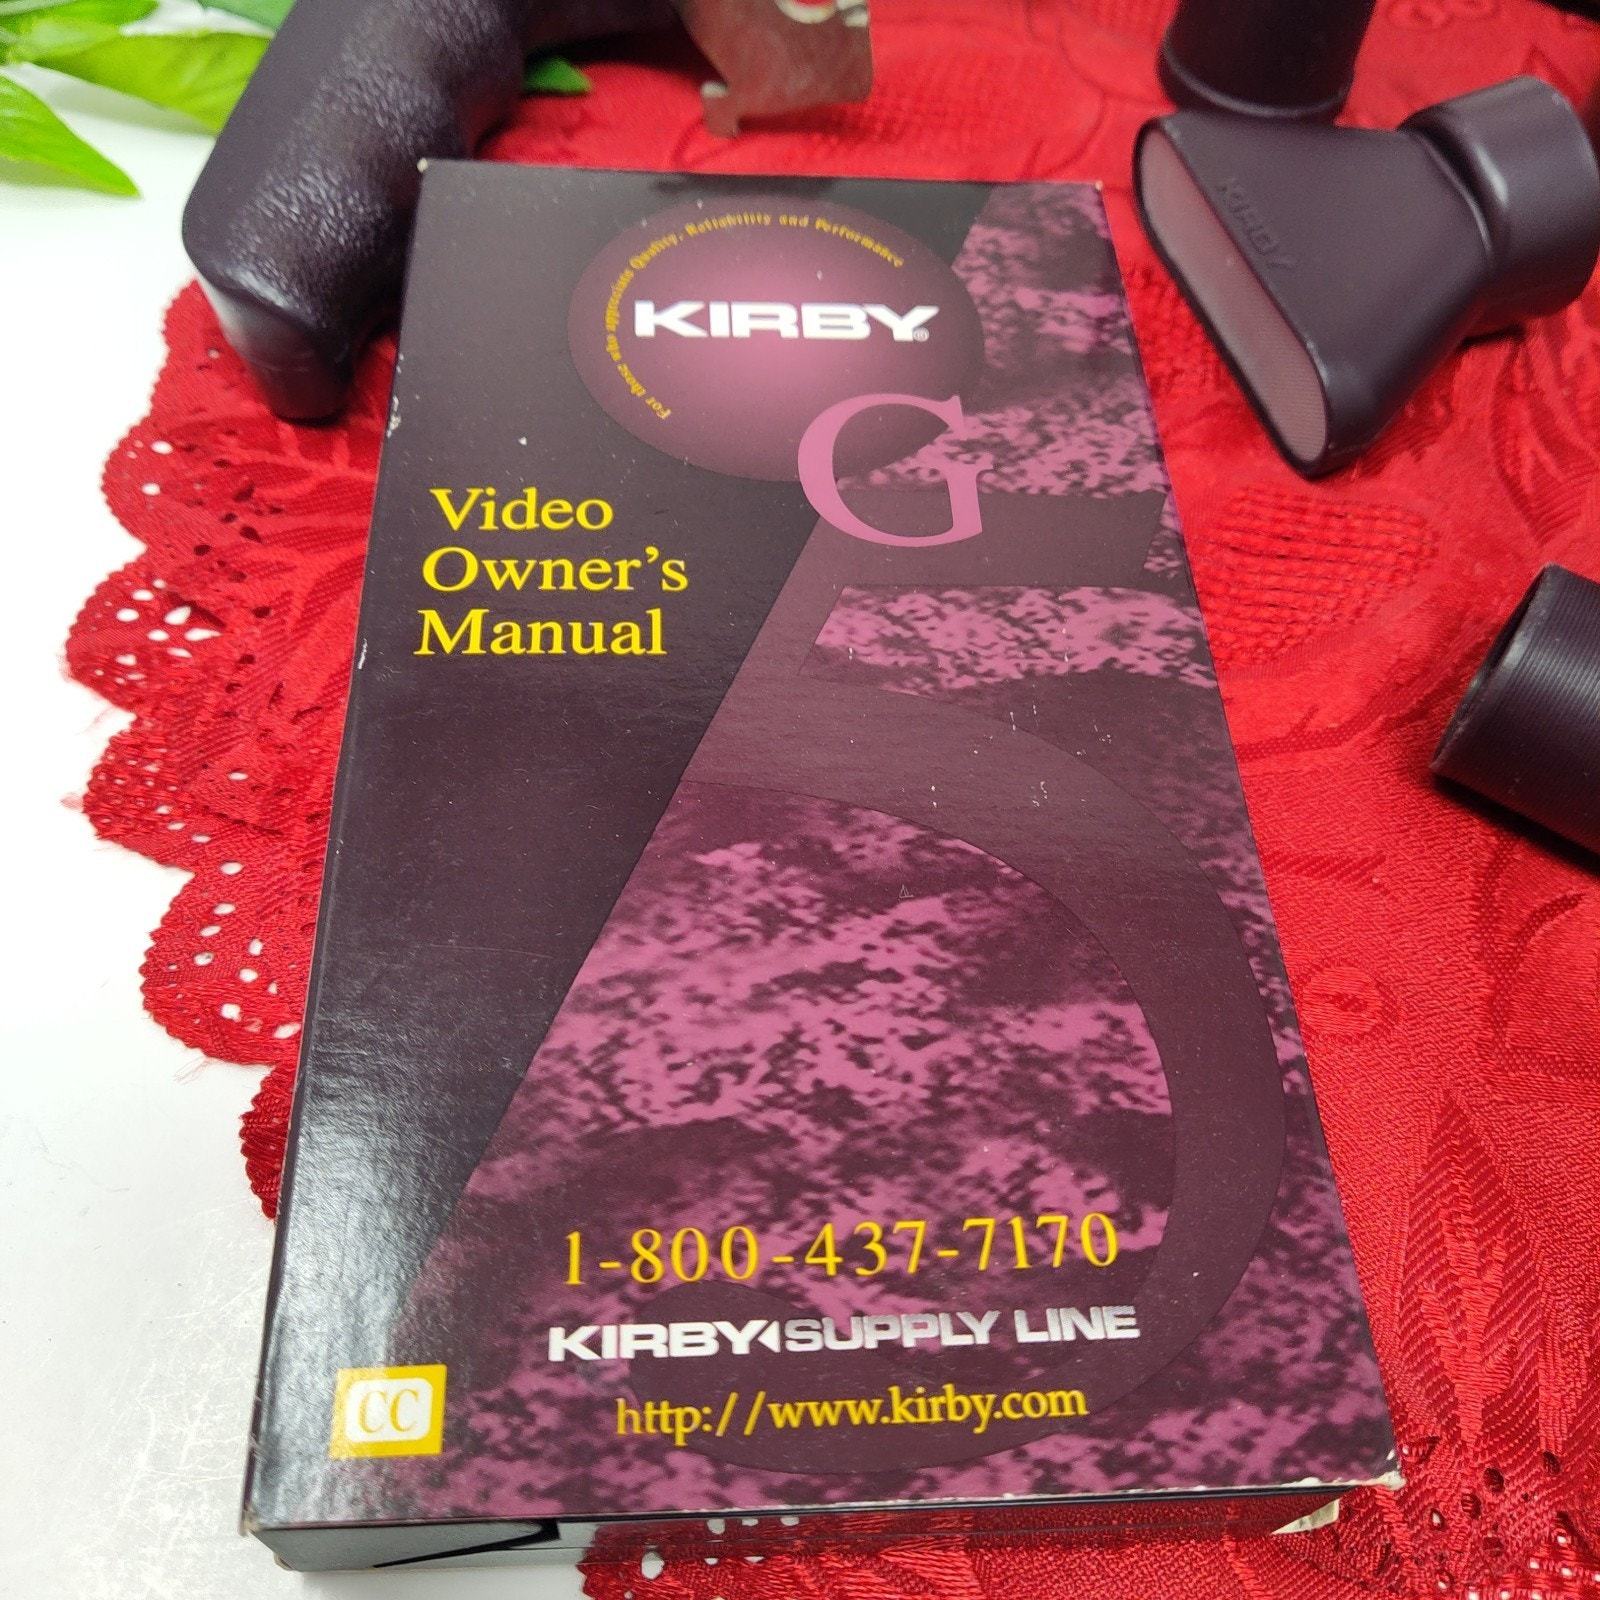 For those who appreciate Quality, Reliability and Performance
KIRBY®
G
5
Video
Owner's
Manual
1-800-437-7170
KIRBY SUPPLY LINE
http://www.kirby.com
CC
KIRBY